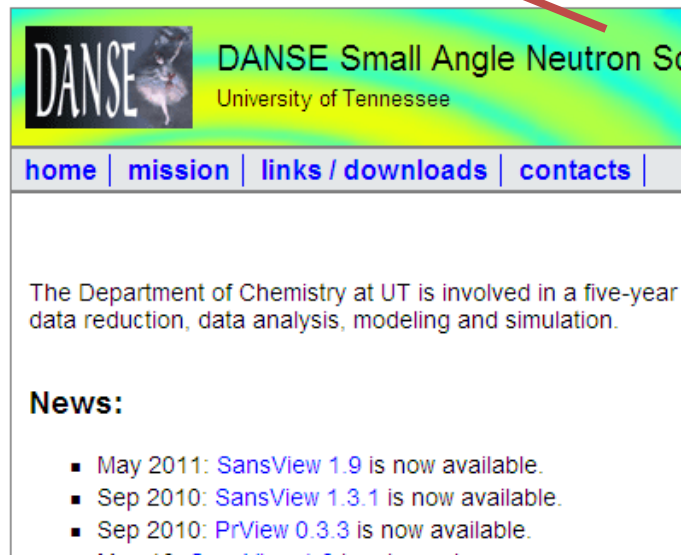 DANSE
DANSE Small Angle Neutron
University of Tennessee
home | mission | links / downloads | contacts |
The Department of Chemistry at UT is involved in a five-year
data reduction, data analysis, modeling and simulation.
News:
▪ May 2011: SansView 1.9 is now available.
▪ Sep 2010: SansView 1.3.1 is now available.
▪ Sep 2010: PrView 0.3.3 is now available.